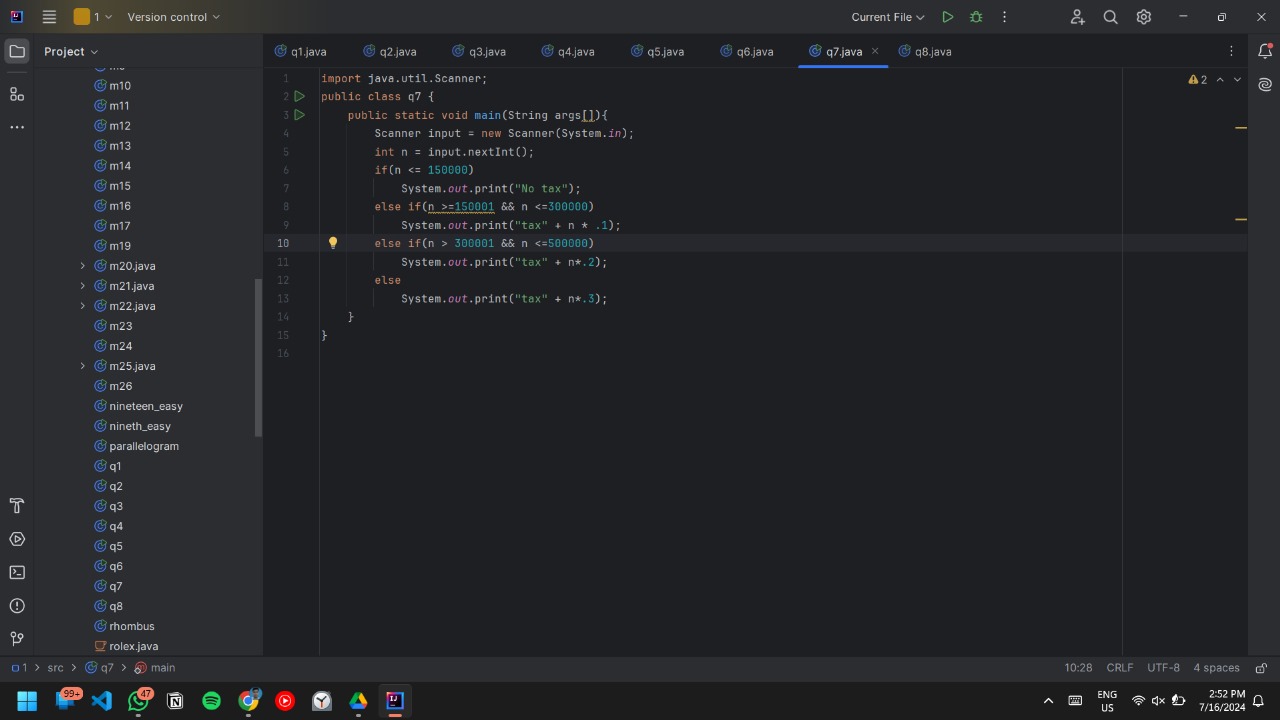 1
Version control
Current File
Project
q1.java
q2.java
q3.java
q4.java
q5.java
q6.java
q7.java
q8.java
m10
m11
m12
m13
m14
m15
m16
m17
m19
m20.java
m21.java
m22.java
m23
m24
m25.java
m26
nineteen_easy
nineth_easy
parallelogram
q1
q2
q3
q4
q5
q6
q7
q8
rhombus
rolex.java
2
1 import java.util.Scanner;
2 public class q7 {
3 public static void main(String args[]){
4 Scanner input = new Scanner(System.in);
5 int n = input.nextInt();
6 if(n <= 150000)
7 System.out.print("No tax");
8 else if(n >=150001 && n <=300000)
9 System.out.print("tax" + n * .1);
10 else if(n > 300001 && n <=500000)
11 System.out.print("tax" + n*.2);
12 else
13 System.out.print("tax" + n*.3);
14 }
15 }
16
1 > src > q7 > main
10:28 CRLF UTF-8 4 spaces
99+
47
ENG
US
2:52 PM
7/16/2024